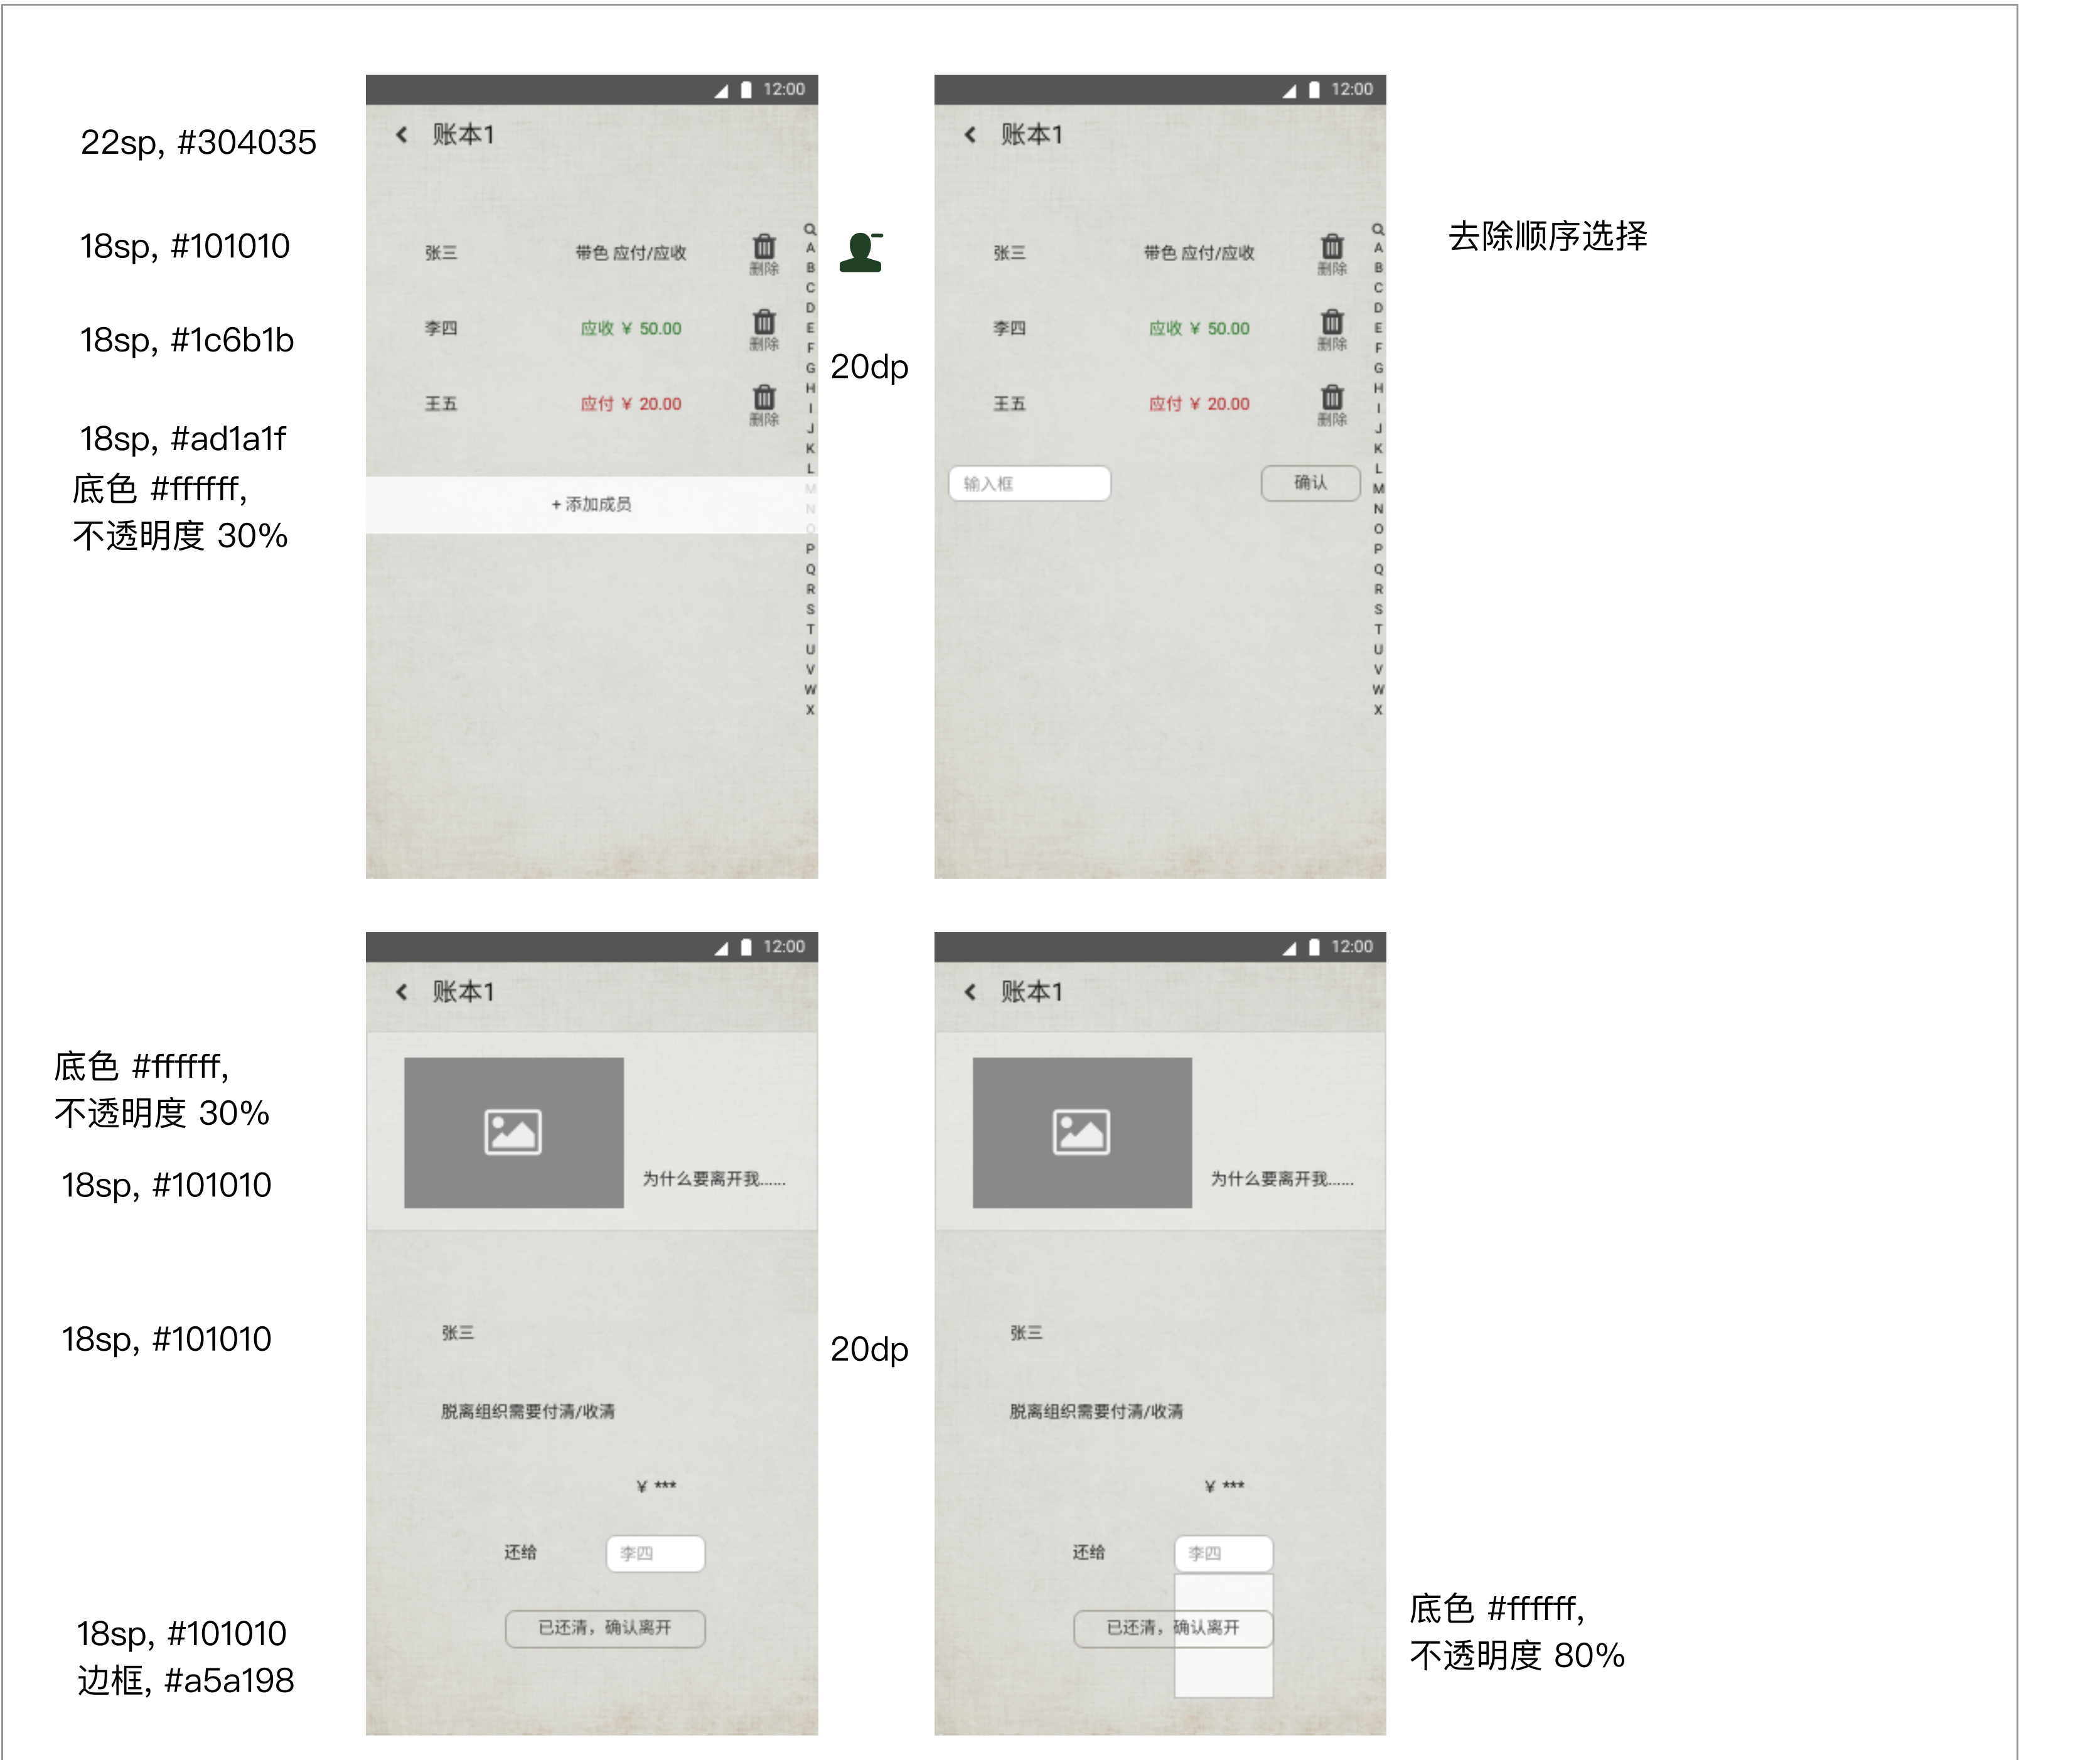 22sp, #304035
18sp, #101010
18sp, #1c6b1b
18sp, #ad1a1f
底色 #ffffff,
不透明度 30%
12:00
账本1
张三
带色 应付/应收
删除
李四
应收 ¥ 50.00
删除
王五
应付 ¥ 20.00
删除
+ 添加成员
A
B
C
D
E
F
G
H
I
J
K
L
M
N
O
P
Q
R
S
T
U
V
W
X
20dp
12:00
账本1
张三
带色 应付/应收
删除
李四
应收 ¥ 50.00
删除
王五
应付 ¥ 20.00
删除
输入框
确认
A
B
C
D
E
F
G
H
I
J
K
L
M
N
O
P
Q
R
S
T
U
V
W
X
去除顺序选择
底色 #ffffff,
不透明度 30%
18sp, #101010
18sp, #101010
18sp, #101010
边框, #a5a198
12:00
账本1
为什么要离开我......
张三
脱离组织需要付清/收清
¥ ***
还给
李四
已还清，确认离开
20dp
12:00
账本1
为什么要离开我......
张三
脱离组织需要付清/收清
¥ ***
还给
李四
已还清，确认离开
底色 #ffffff,
不透明度 80%